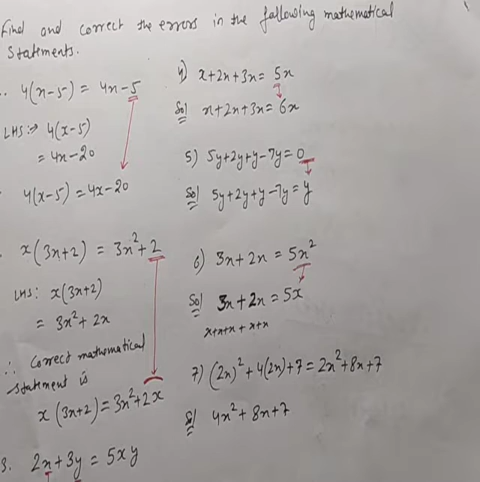 Find and correct the errors in the following mathematical
statements.
4(x-5) = 4x-5
LHS:⇒ 4(x-5)
= 4x-20
4(x-5) = 4x-20
x(3x+2) = 3x²+2
LHS: x(3x+2)
= 3x²+2x
∴ Correct mathematical
statement is
x(3x+2) = 3x²+2x
3. 2x+3y = 5xy
4) x+2x+3x = 5x
Sol x+2x+3x = 6x
5) 5y+2y+y-7y = 0
Sol 5y+2y+y-7y = y
6) 3x+2x = 5x²
Sol 3x+2x = 5x
x+x+x + x+x
7) (2x)²+4(2x)+7 = 2x²+8x+7
Sol 4x²+8x+7